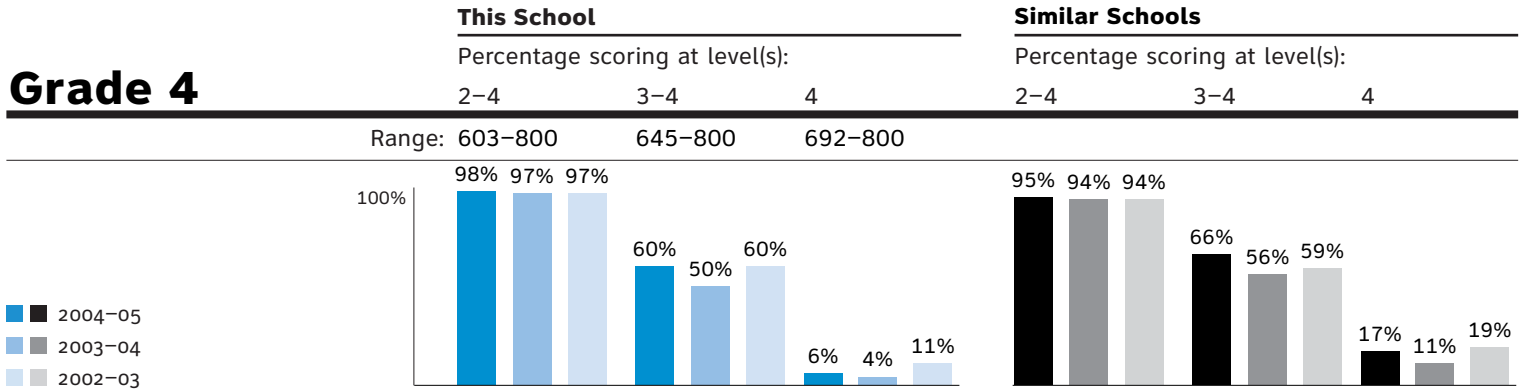 This School Similar Schools
Percentage scoring at level(s): Percentage scoring at level(s):
Grade 4 2–4 3–4 4 2–4 3–4 4
Range: 603–800 645–800 692–800
98% 97% 97% 60% 50% 60% 6% 4% 11% 95% 94% 94% 66% 56% 59% 17% 11% 19%
100%
2004–05
2003–04
2002–03